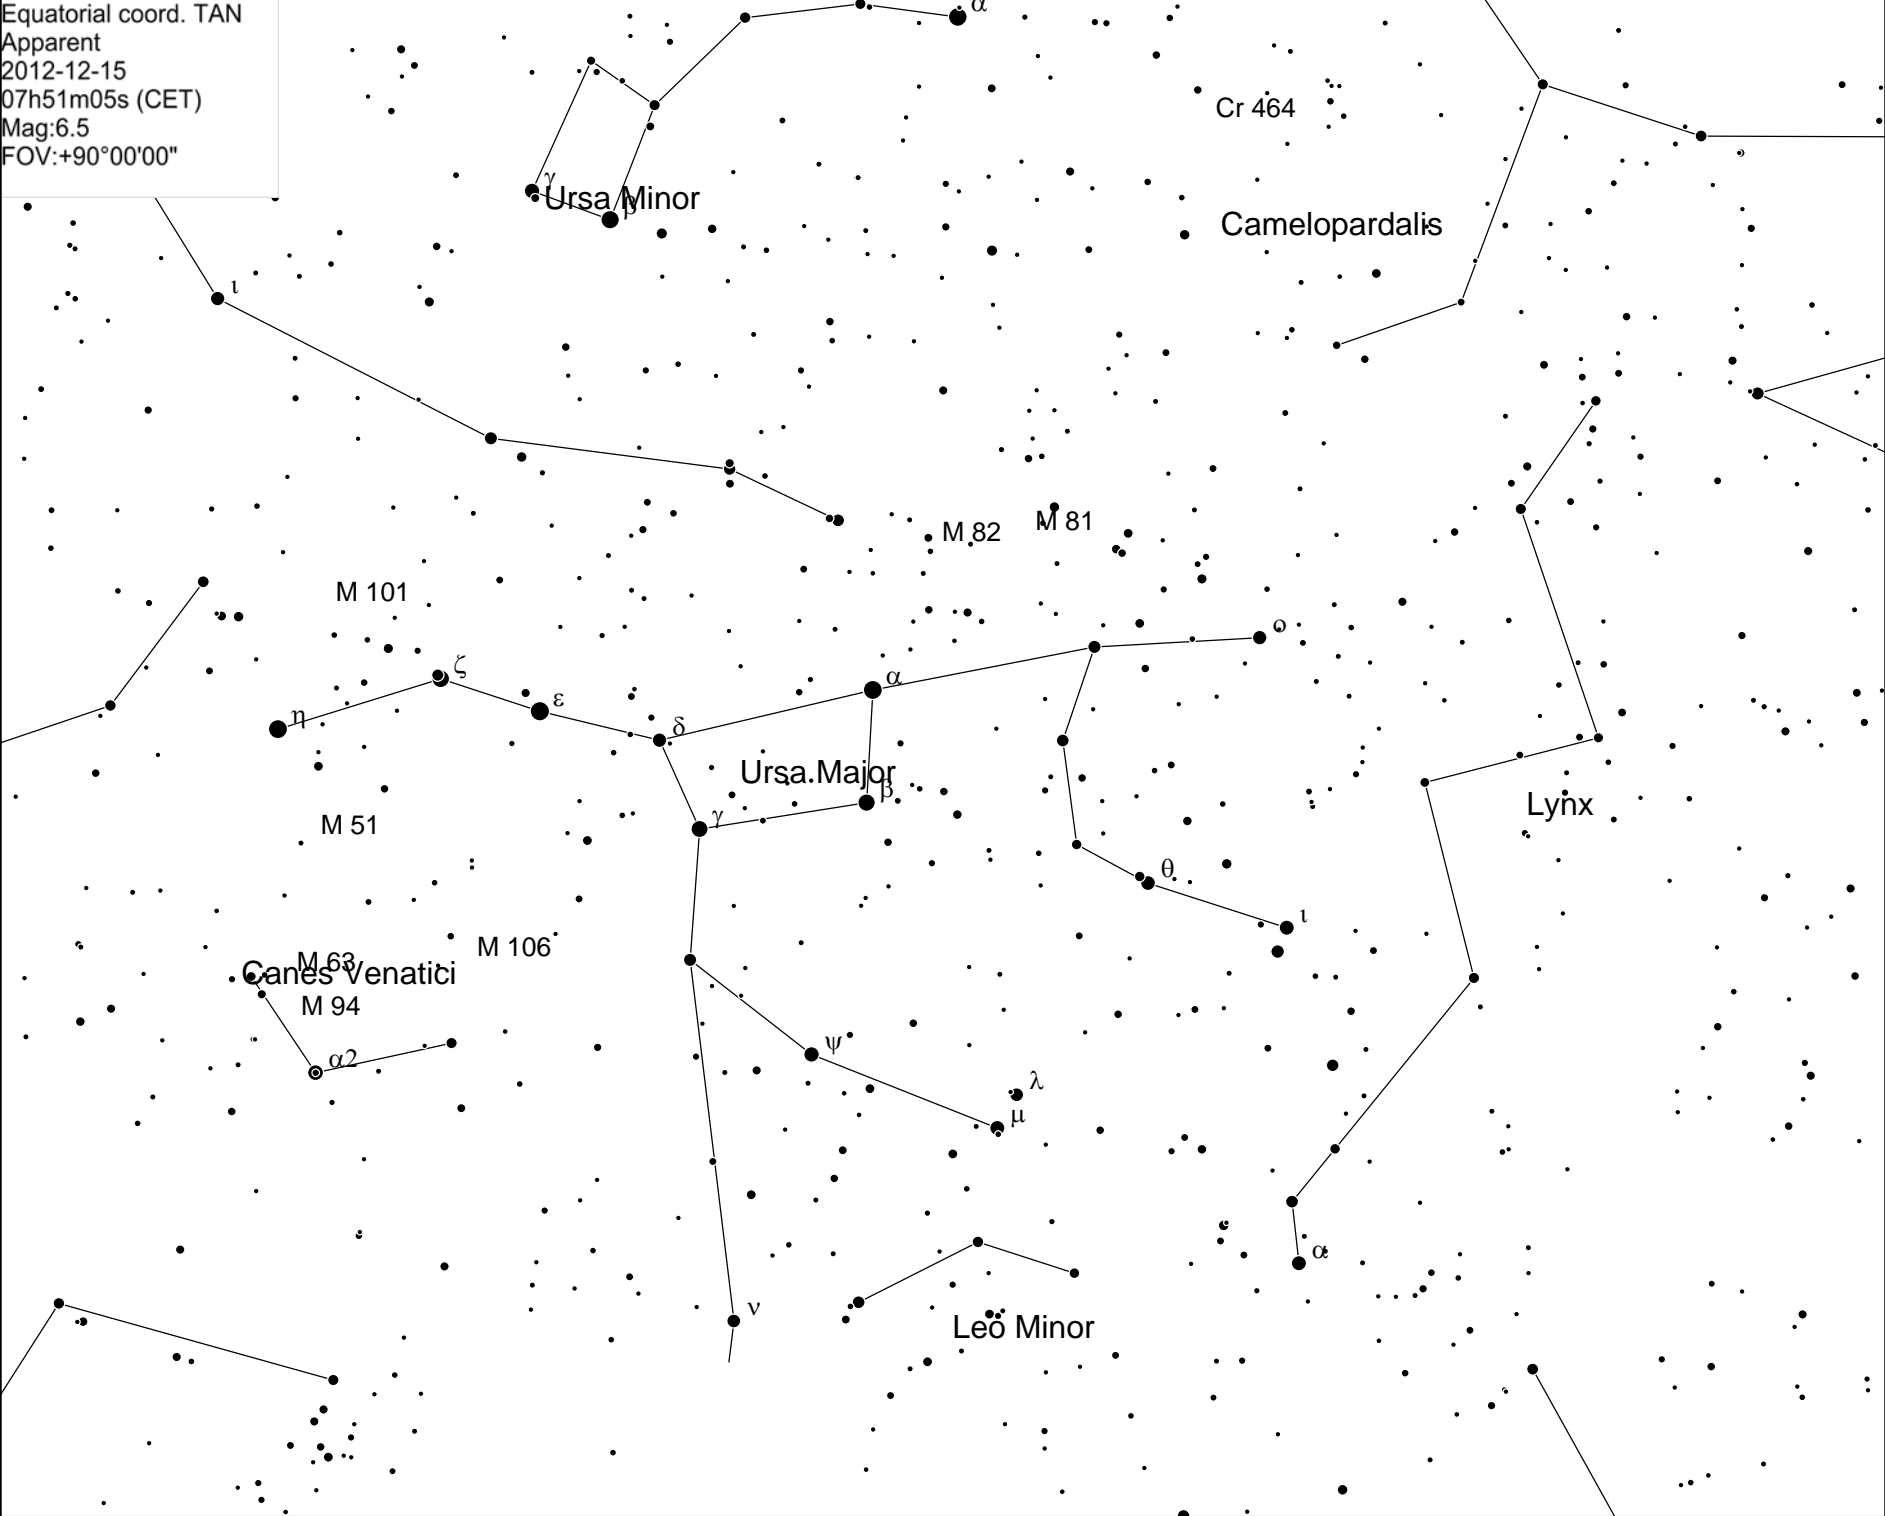 Equatorial coord. TAN
Apparent
2012-12-15
07h51m05s (CET)
Mag:6.5
FOV:+90°00'00"
α
Cr 464
γ
Ursa Minor
β
Camelopardalis
ι
M 82
M 81
M 101
ο
ζ
α
ε
η
δ
Ursa Major
β
Lynx
γ
M 51
θ
ι
M 106
M 63
Canes Venatici
M 94
ψ
α2
λ
μ
α
ν
Leo Minor